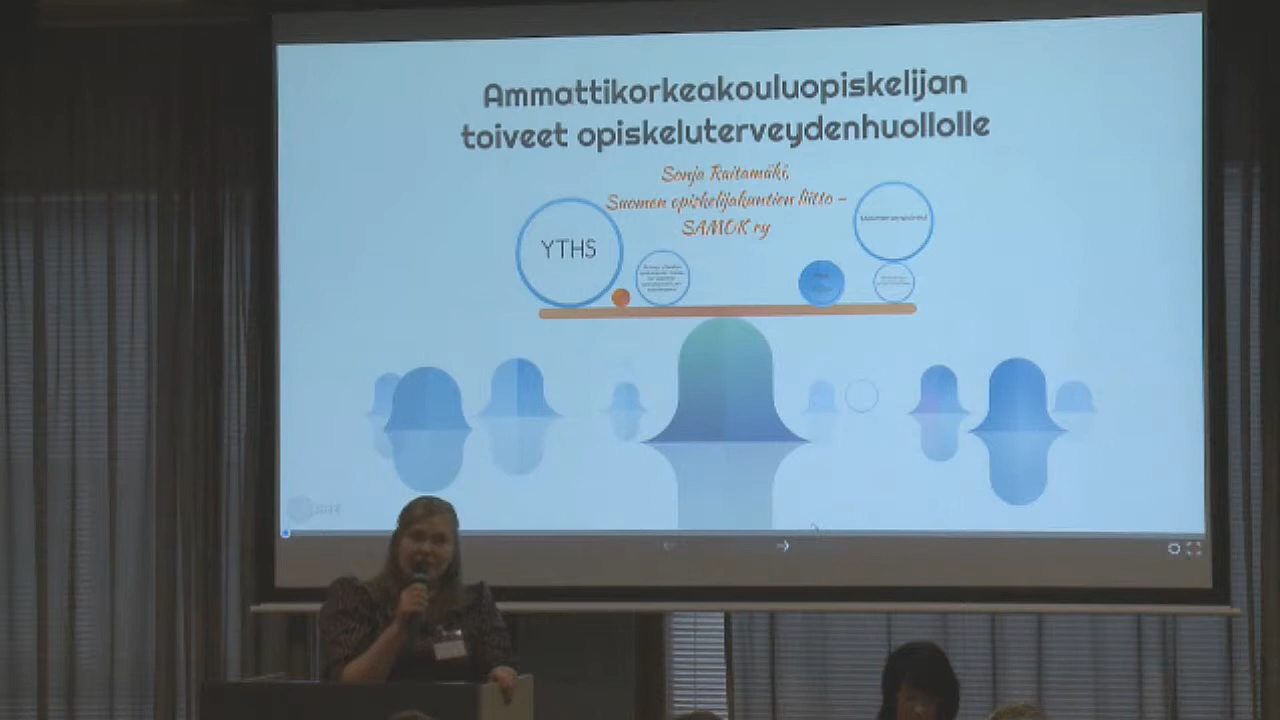 Ammattikorkeakouluopiskelijan
toiveet opiskeluterveydenhuollolle
Sonja Raitamäki,
Suomen opiskelijakuntien liitto –
SAMOK ry
YTHS